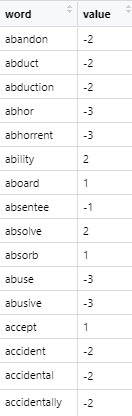 word value
abandon -2
abduct -2
abduction -2
abhor -3
abhorrent -3
ability 2
aboard 1
absentee -1
absolve 2
absorb 1
abuse -3
abusive -3
accept 1
accident -2
accidental -2
accidentally -2